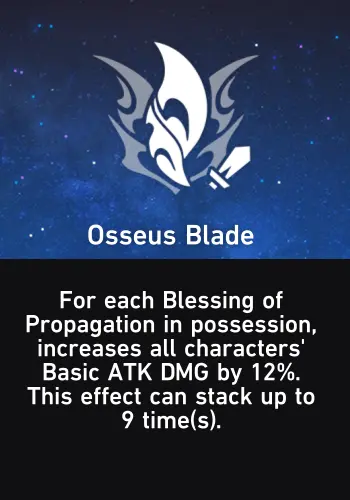 Osseus Blade
For each Blessing of
Propagation in possession,
increases all characters'
Basic ATK DMG by 12%.
This effect can stack up to
9 time(s).